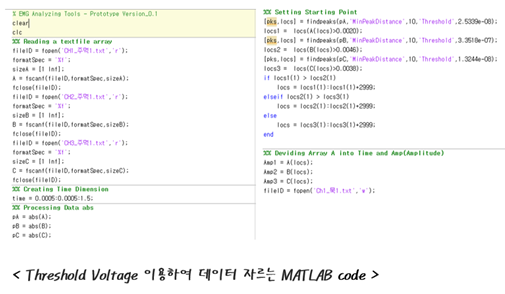 % EMG Analyzing Tools - Prototype Version_0.1
clear
clc
%% Reading a textfile array
fileID = fopen('CH1_주먹1.txt','r');
formatSpec = '%f';
sizeA = [1 Inf];
A = fscanf(fileID,formatSpec,sizeA);
fclose(fileID);
fileID = fopen('CH2_주먹1.txt','r');
formatSpec = '%f';
sizeB = [1 Inf];
B = fscanf(fileID,formatSpec,sizeB);
fclose(fileID);
fileID = fopen('CH3_주먹1.txt','r');
formatSpec = '%f';
sizeC = [1 Inf];
C = fscanf(fileID,formatSpec,sizeC);
fclose(fileID);
%% Creating Time Dimension
time = 0.0005:0.0005:1.5;
%% Processing Data abs
pA = abs(A);
pB = abs(B);
pC = abs(C);
%% Setting Starting Point
[pks,locs] = findpeaks(pA,'MinPeakDistance',10,'Threshold',2.5339e-08);
locs1 = locs(A(locs)>0.0020);
[pks,locs] = findpeaks(pB,'MinPeakDistance',10,'Threshold',3.3518e-07);
locs2 = locs(B(locs)>0.0046);
[pks,locs] = findpeaks(pC,'MinPeakDistance',10,'Threshold',1.3244e-08);
locs3 = locs(C(locs)>0.0038);
if locs1(1) > locs2(1)
locs = locs1(1):locs1(1)+2999;
elseif locs2(1) > locs3(1)
locs = locs2(1):locs2(1)+2999;
else
locs = locs3(1):locs3(1)+2999;
end
%% Deviding Array A into Time and Amp(Amplitude)
Amp1 = A(locs);
Amp2 = B(locs);
Amp3 = C(locs);
fileID = fopen('Ch1_묵1.txt','w');
< Threshold Voltage 이용하여 데이터 자르는 MATLAB code >